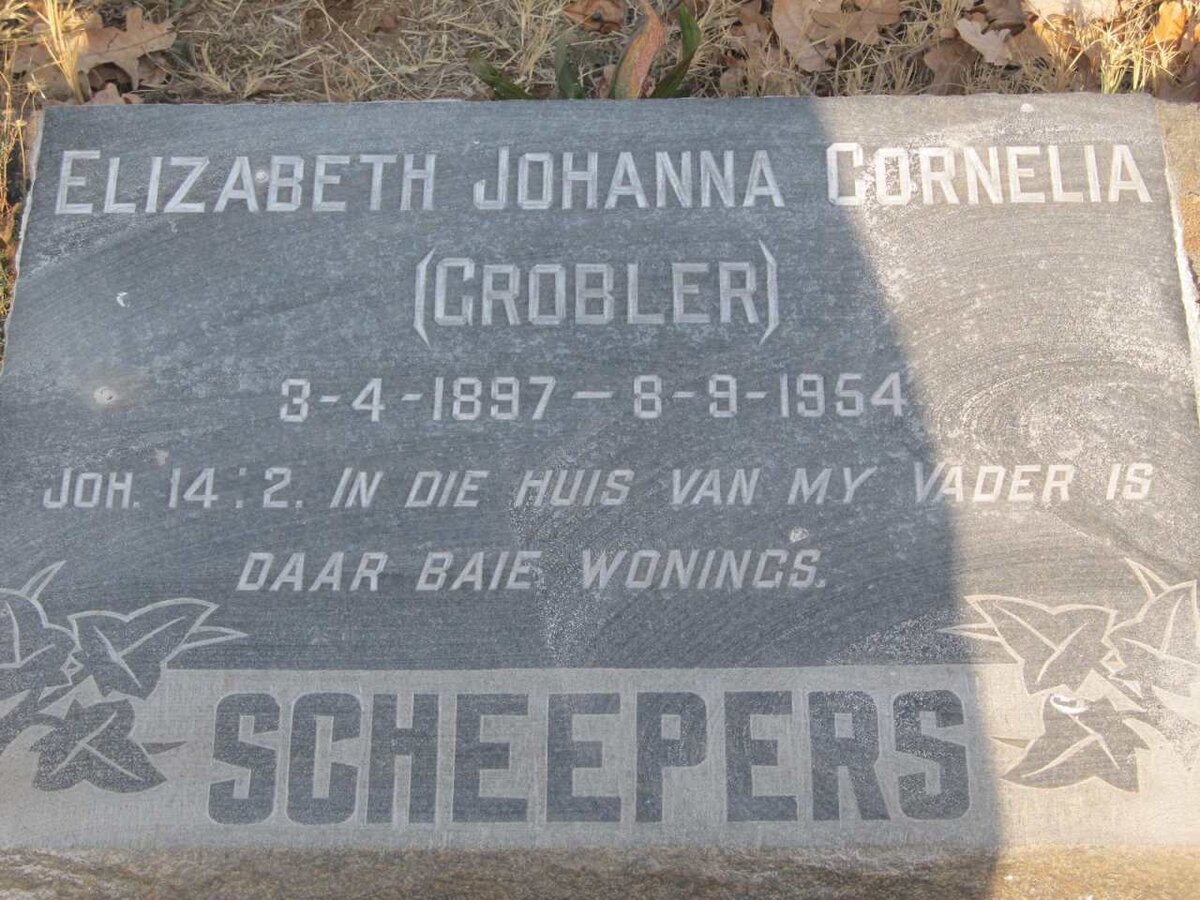 ELIZABETH JOHANNA CORNELIA
(GROBLER)
3-4-1897 — 8-9-1954
JOH. 14:2. IN DIE HUIS VAN MY VADER IS
DAAR BAIE WONINGS.
SCHEEPERS